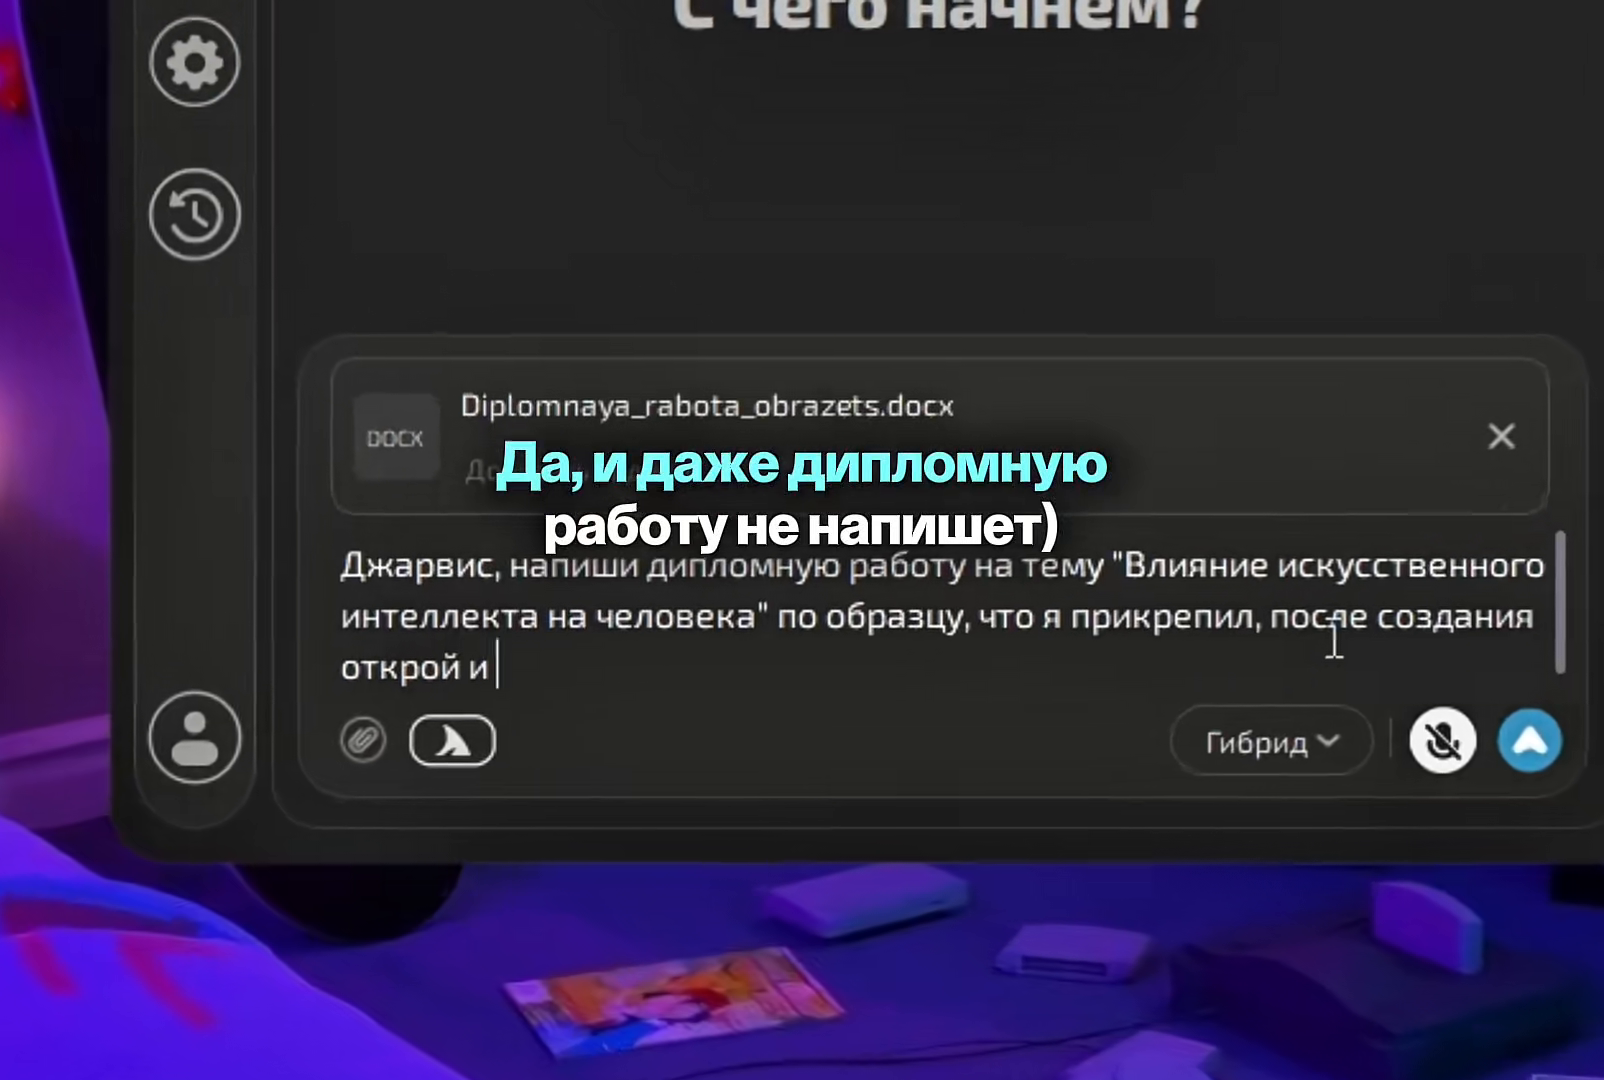 С чего начнем?
Diplomnaya_rabota_obrazets.docx
DOCX
Да, и даже дипломную
работу не напишет)
Джарвис, напиши дипломную работу на тему "Влияние искусственного
интеллекта на человека" по образцу, что я прикрепил, после создания
открой и
Гибрид